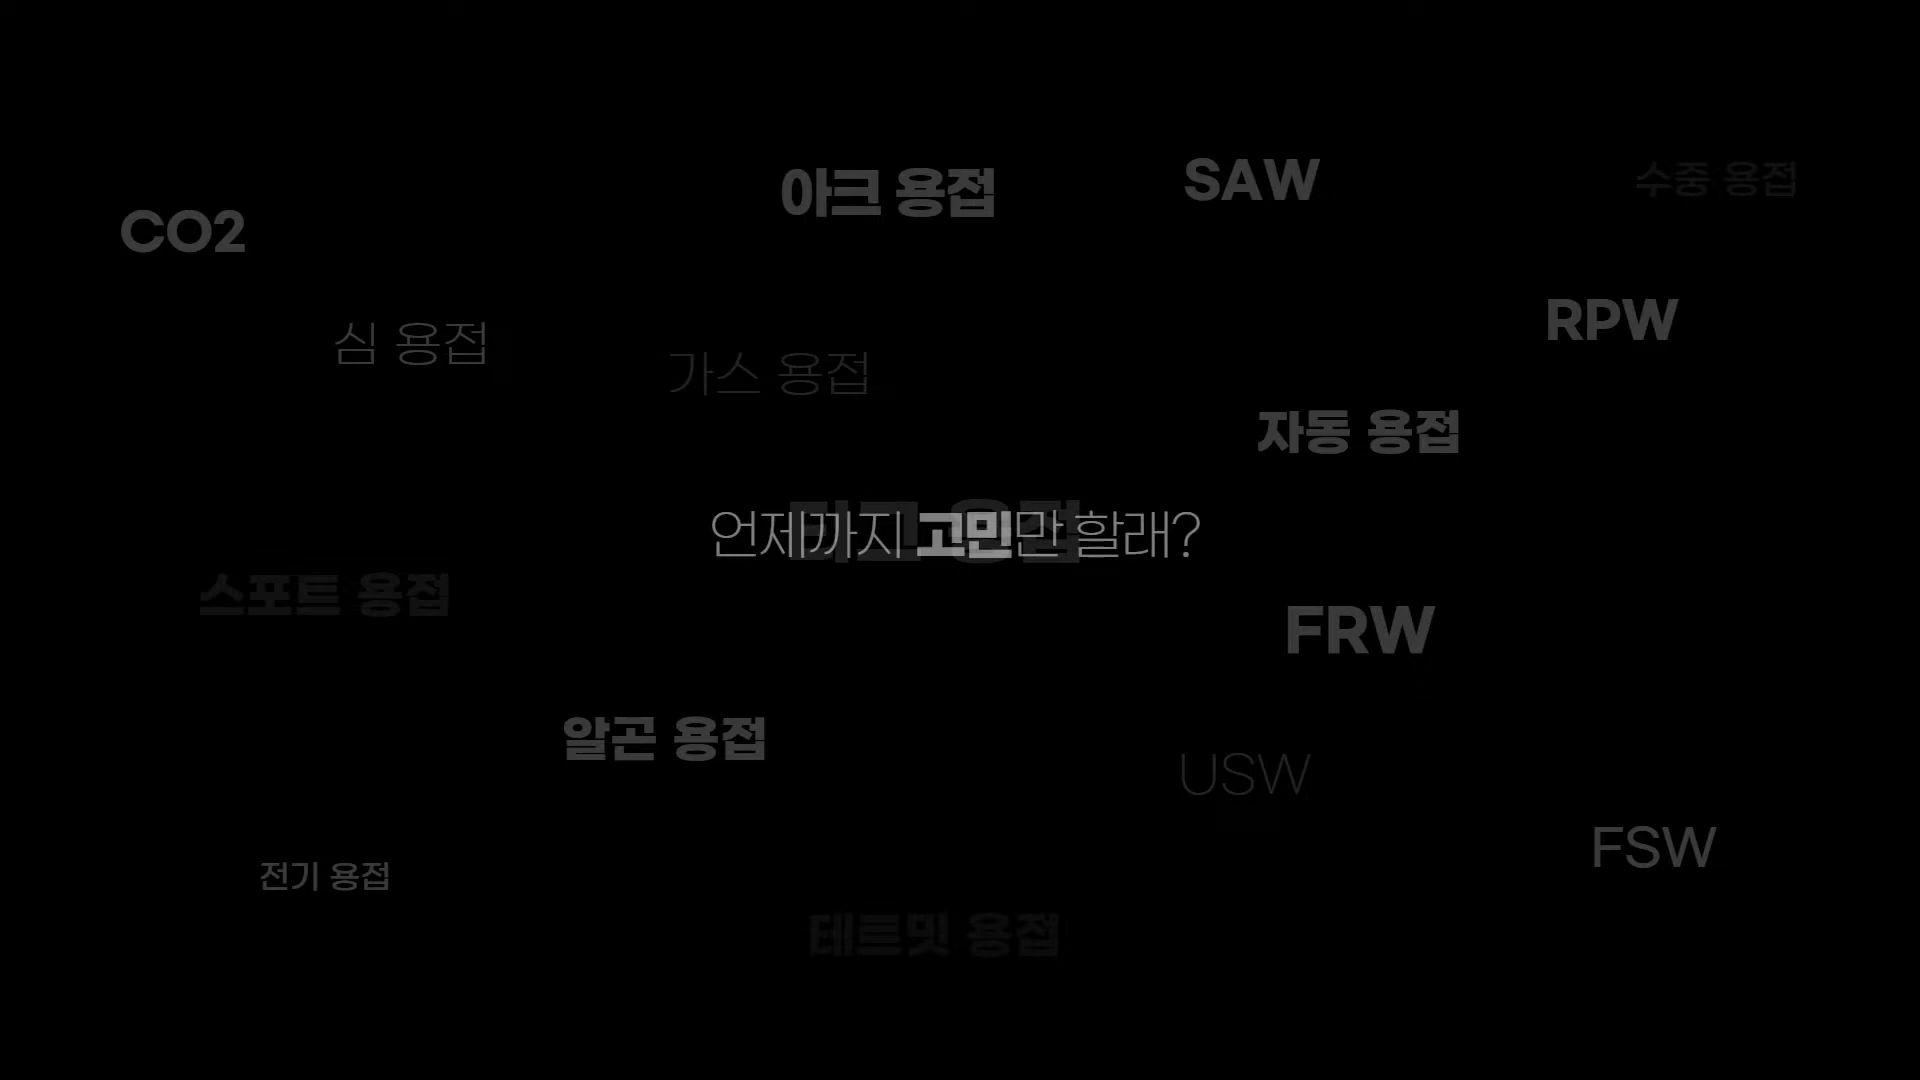 아크 용접
SAW
수중 용접
CO2
RPW
심 용접
가스 용접
자동 용접
언제까지 고민만 할래?
스포트 용접
FRW
알곤 용접
USW
FSW
전기 용접
테르밋 용접